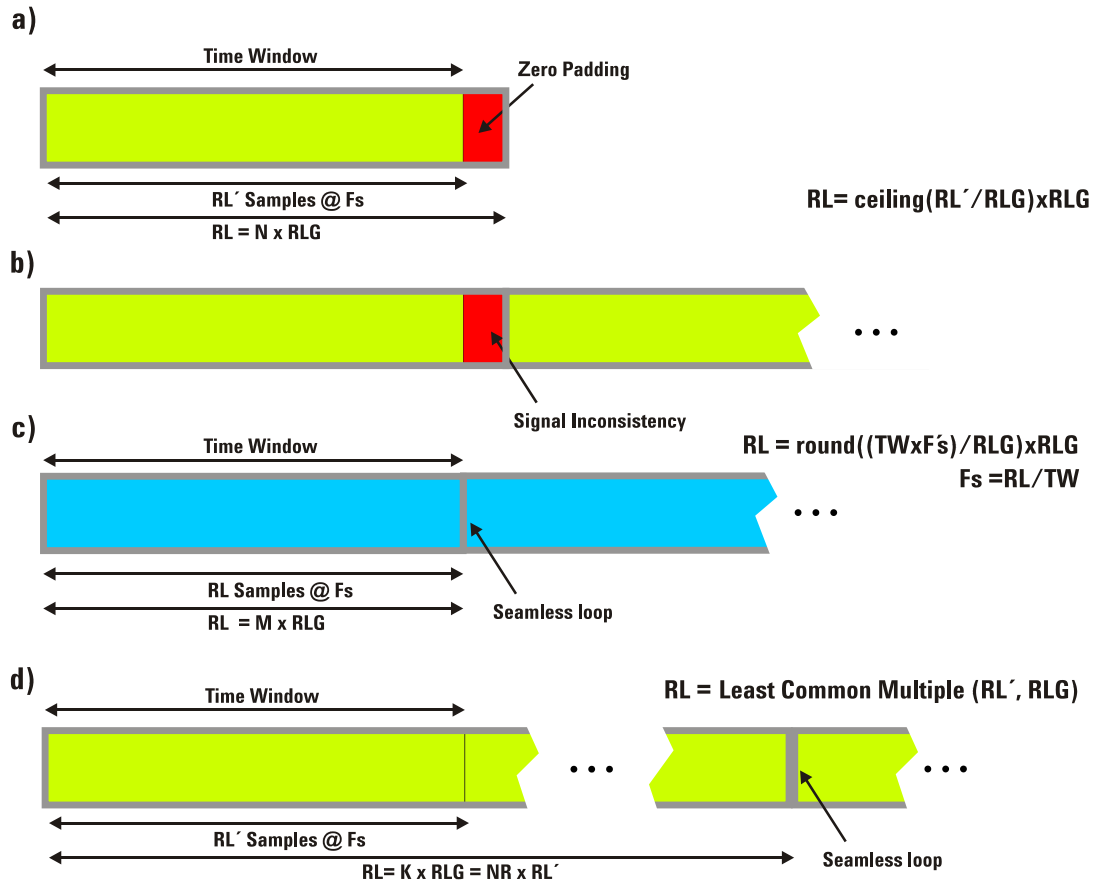 a)
Time Window
Zero Padding
RL´ Samples @ Fs
RL = N x RLG
RL= ceiling(RL´/RLG)xRLG
b)
• • •
Signal Inconsistency
c)
Time Window
RL = round((TWxF´s)/RLG)xRLG
Fs =RL/TW
• • •
RL Samples @ Fs
RL = M x RLG
Seamless loop
d)
Time Window
RL = Least Common Multiple (RL´, RLG)
• • •
• • •
RL´ Samples @ Fs
RL= K x RLG = NR x RL´
Seamless loop